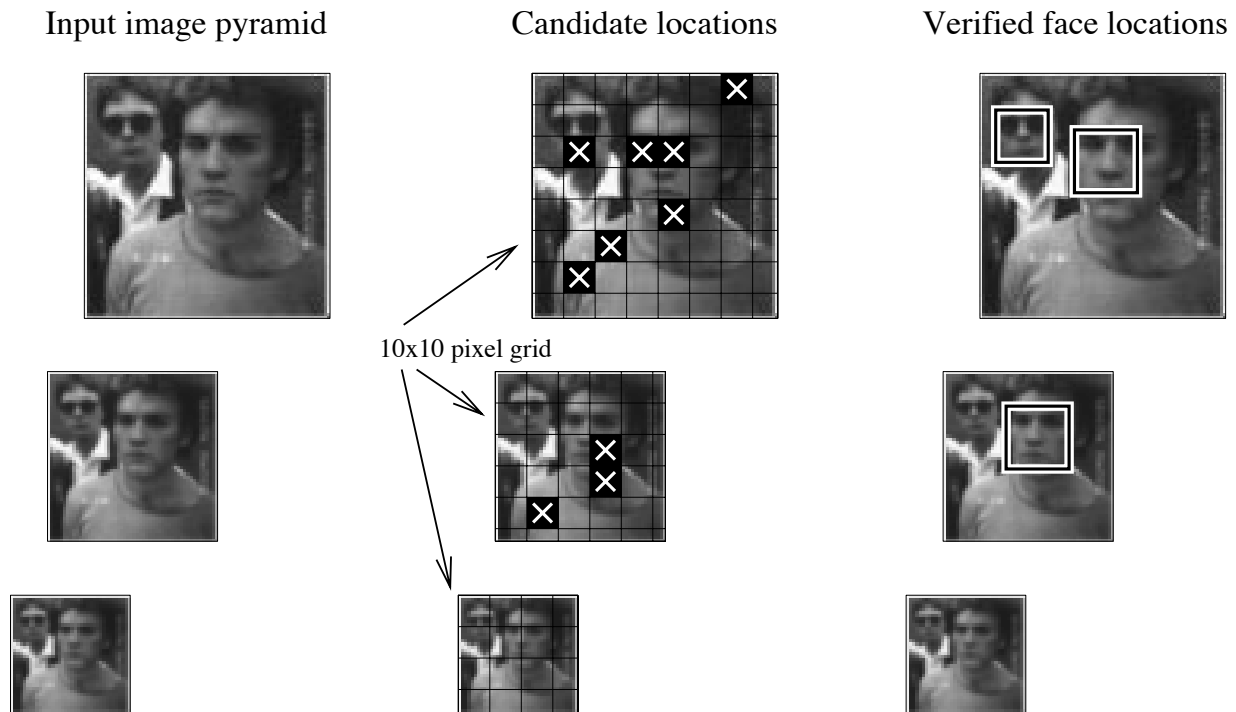 Input image pyramid
Candidate locations
Verified face locations
10x10 pixel grid